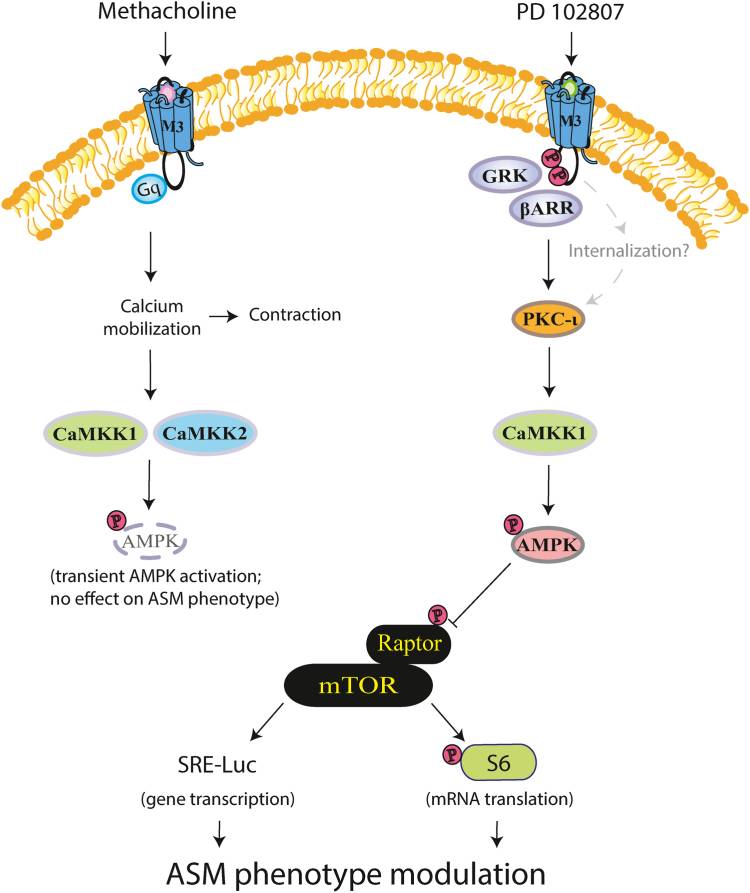 Methacholine
PD 102807
M3
M3
P
P
Gq
GRK
βARR
Internalization?
Calcium
mobilization
Contraction
PKC-ι
CaMKK1
CaMKK2
CaMKK1
P
AMPK
P
AMPK
(transient AMPK activation;
no effect on ASM phenotype)
P
Raptor
mTOR
SRE-Luc
(gene transcription)
P
S6
(mRNA translation)
ASM phenotype modulation